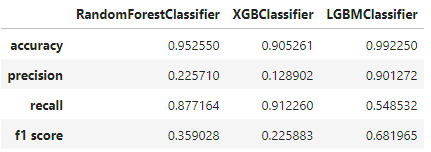 RandomForestClassifier XGBClassifier LGBMClassifier
accuracy 0.952550 0.905261 0.992250
precision 0.225710 0.128902 0.901272
recall 0.877164 0.912260 0.548532
f1 score 0.359028 0.225883 0.681965